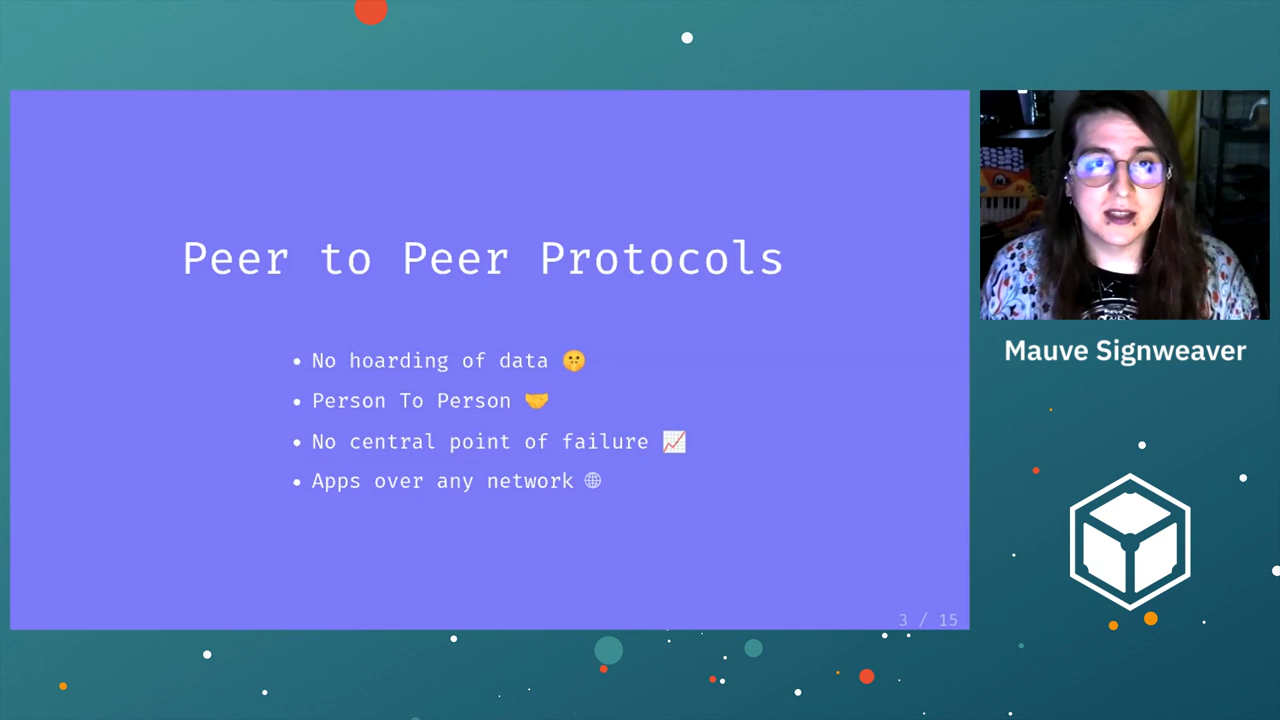 Peer to Peer Protocols
• No hoarding of data 🤫
• Person To Person 🤝
• No central point of failure 📈
• Apps over any network 🌐
3 / 15
Mauve Signweaver